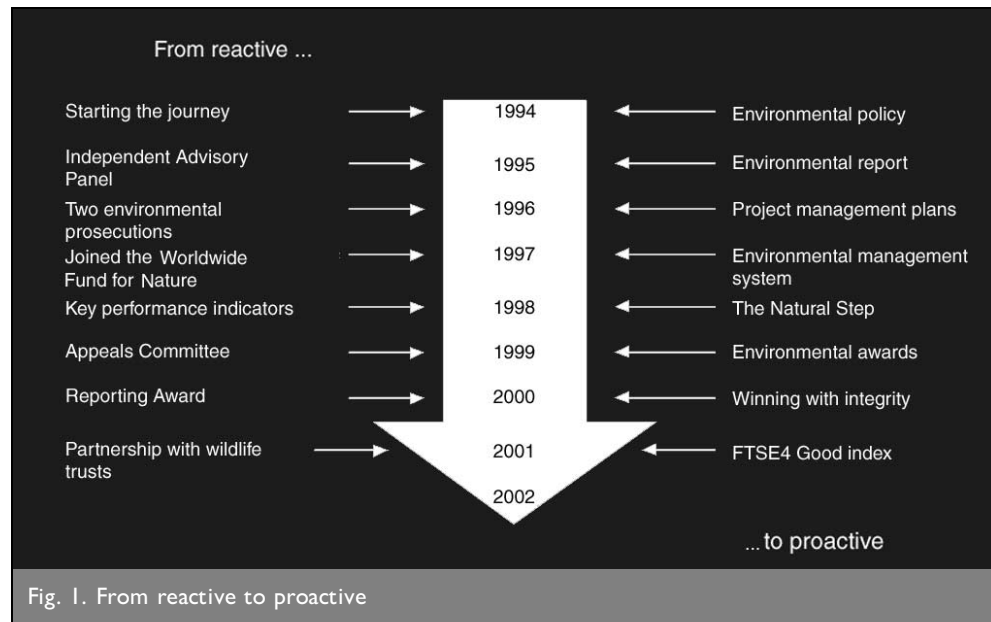 From reactive ...
Starting the journey
1994
Environmental policy
Independent Advisory
Panel
1995
Environmental report
Two environmental
prosecutions
1996
Project management plans
Joined the Worldwide
Fund for Nature
1997
Environmental management
system
Key performance indicators
1998
The Natural Step
Appeals Committee
1999
Environmental awards
Reporting Award
2000
Winning with integrity
Partnership with wildlife
trusts
2001
FTSE4 Good index
2002
... to proactive
Fig. 1. From reactive to proactive